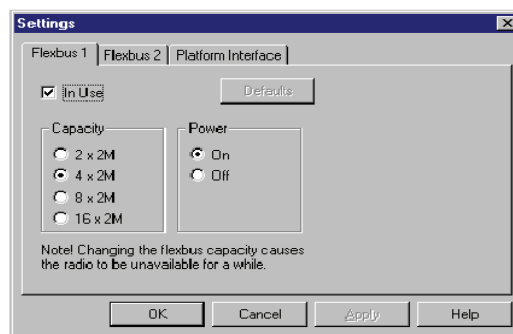 Settings
Flexbus 1 Flexbus 2 Platform Interface
In Use Defaults
Capacity Power
2 x 2M On
4 x 2M Off
8 x 2M
16 x 2M
Note! Changing the flexbus capacity causes
the radio to be unavailable for a while.
OK Cancel Apply Help